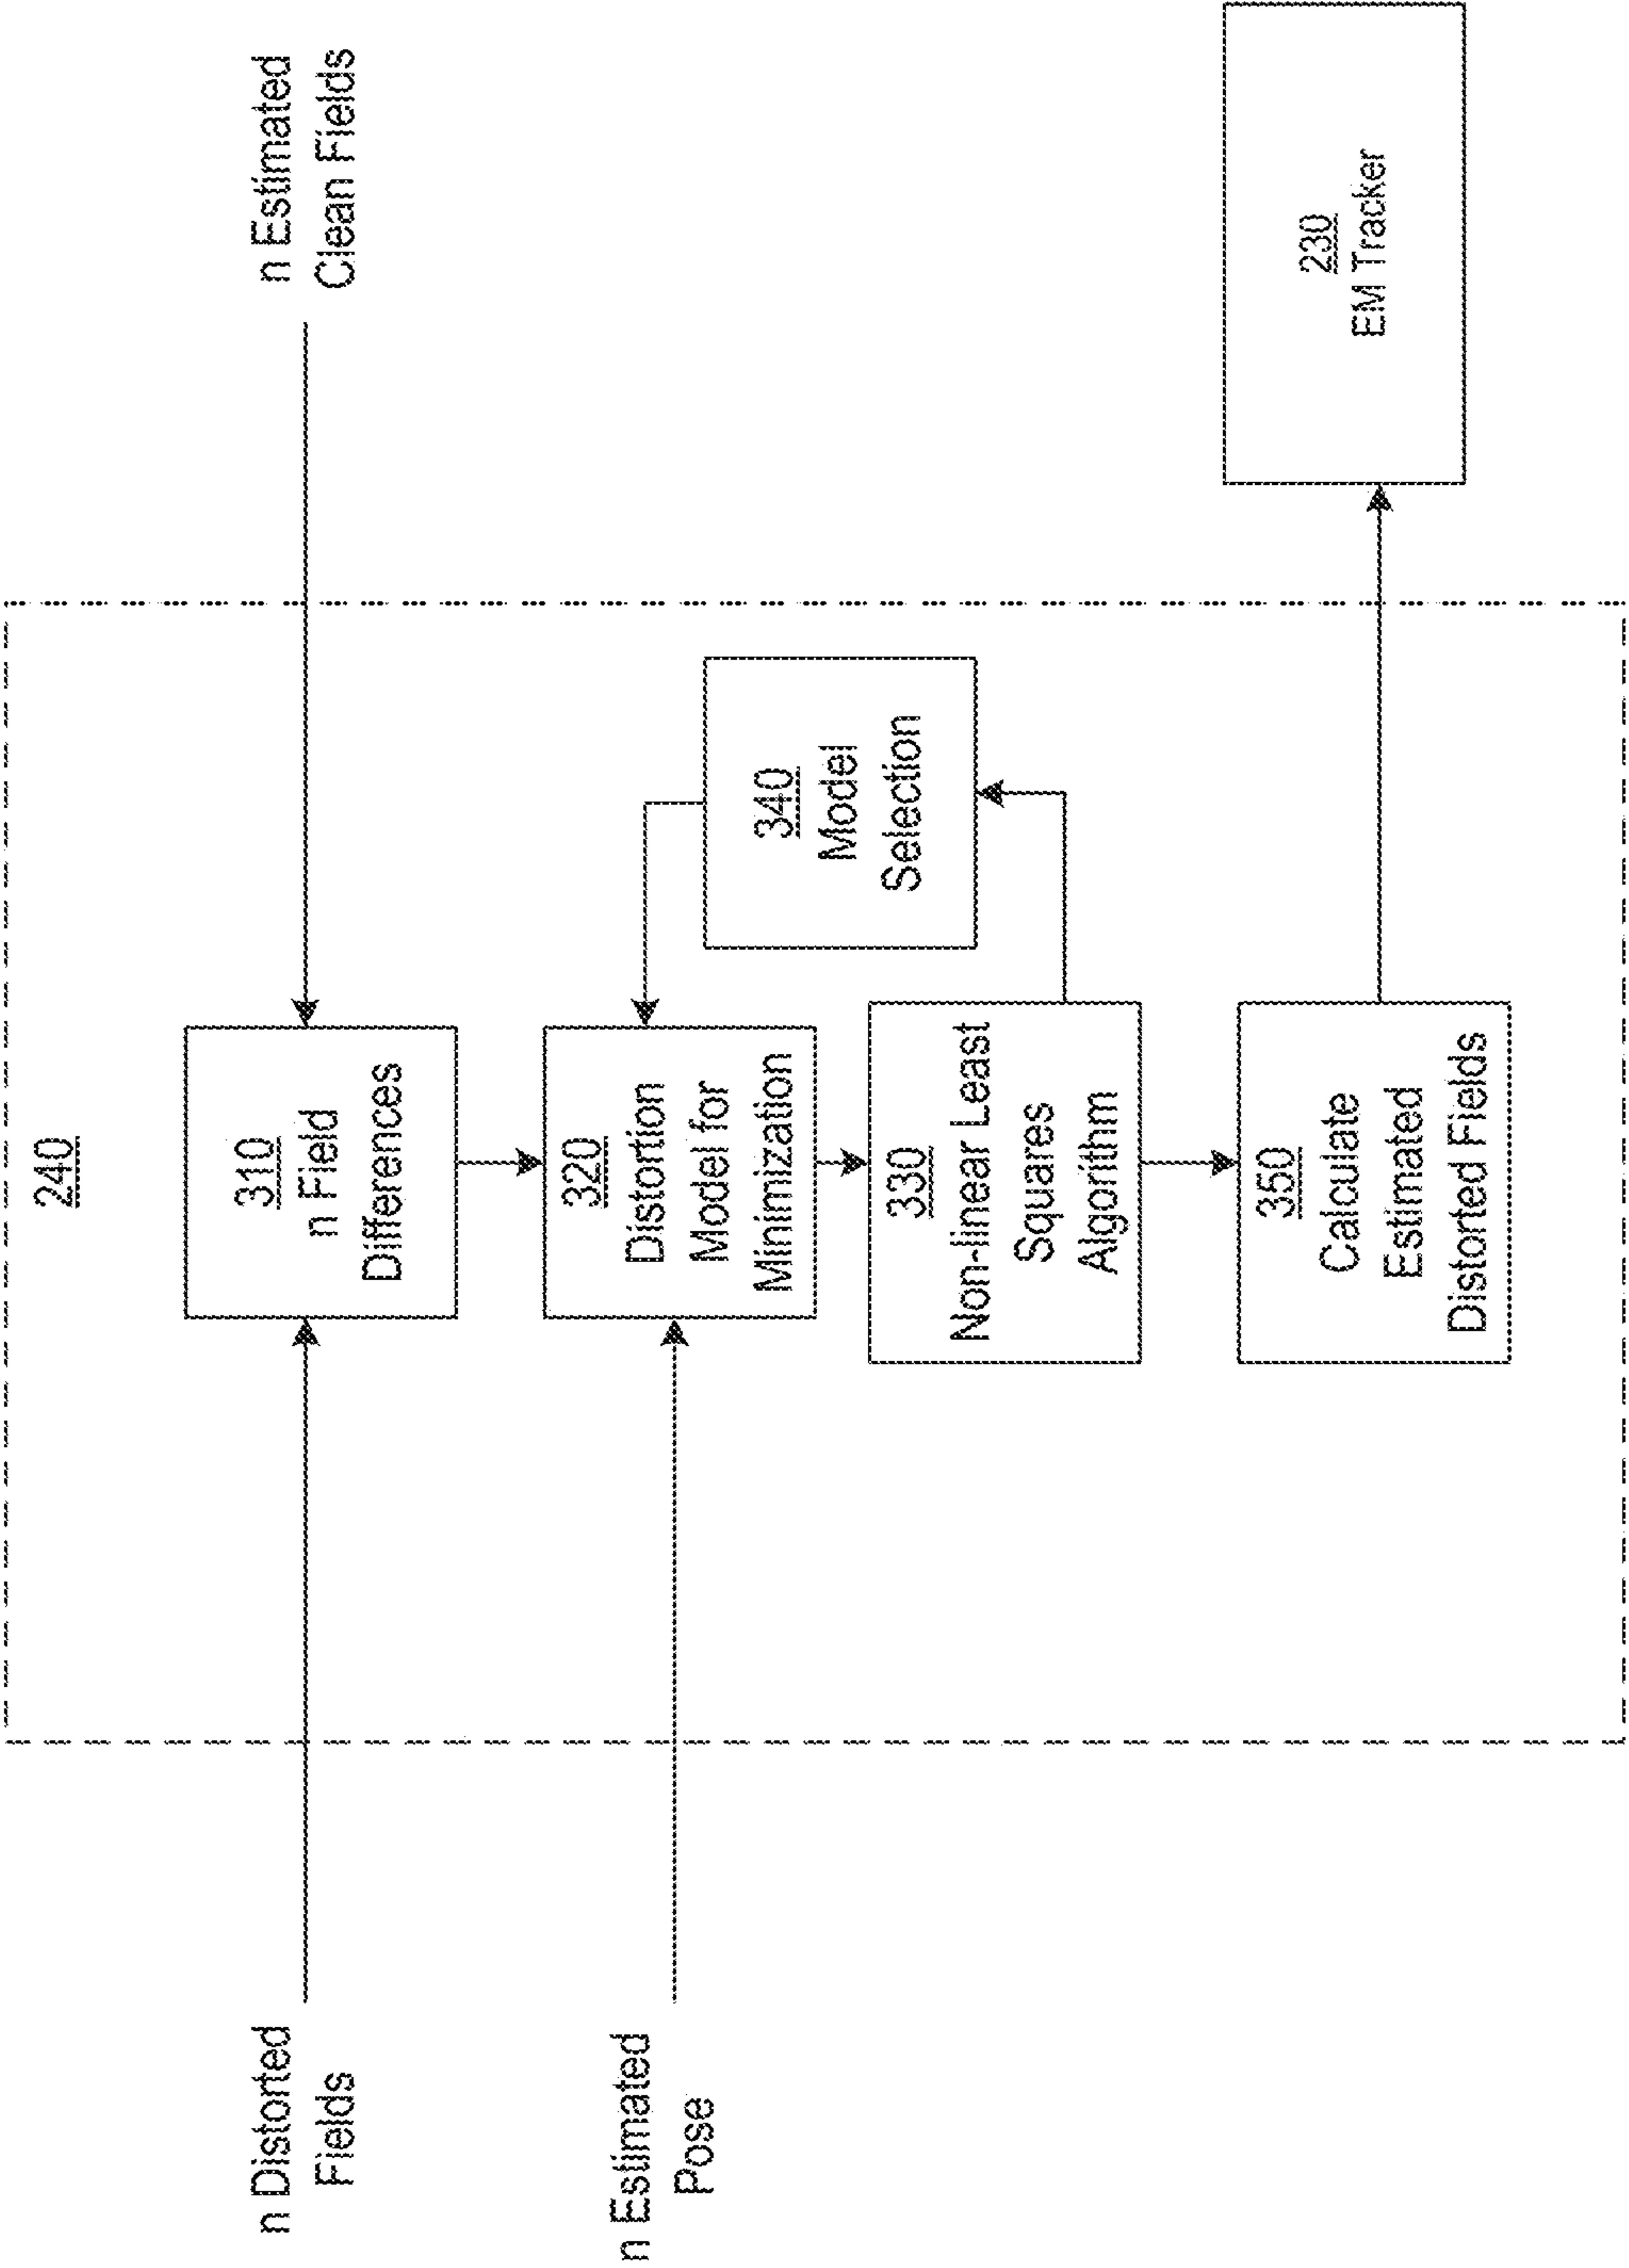 240
n Distorted
Fields
n Estimated
Clean Fields
310
n Field
Differences
n Estimated
Pose
320
Distortion
Model for
Minimization
340
Model
Selection
330
Non-linear Least
Squares
Algorithm
350
Calculate
Estimated
Distorted Fields
230
EM Tracker